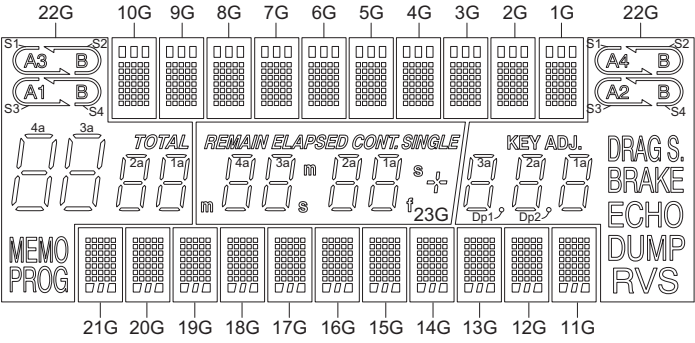 22G 10G 9G 8G 7G 6G 5G 4G 3G 2G 1G 22G
S1 S2 S1 S2
A3 B A4 B
A1 B A2 B
S3 S4 S3 S4
4a 3a TOTAL REMAIN ELAPSED CONT. SINGLE KEY ADJ. DRAG S.
2a 1a 4a 3a m 2a 1a s 3a 2a 1a BRAKE
m s f 23G Dp1 Dp2 ECHO
MEMO DUMP
PROG RVS
21G 20G 19G 18G 17G 16G 15G 14G 13G 12G 11G